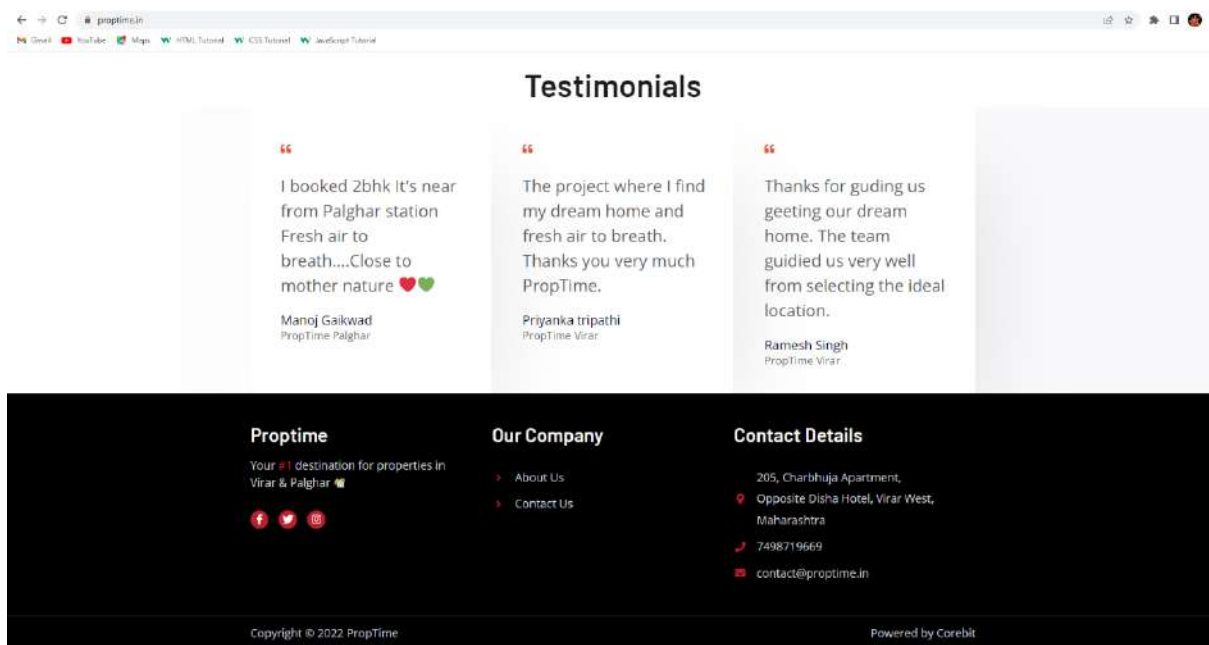 proptime.in
Gmail YouTube Maps HTML Tutorial CSS Tutorial JavaScript Tutorial
Testimonials
I booked 2bhk It's near
from Palghar station
Fresh air to
breath....Close to
mother nature ❤️💚
Manoj Gaikwad
PropTime Palghar
The project where I find
my dream home and
fresh air to breath.
Thanks you very much
PropTime.
Priyanka tripathi
PropTime Virar
Thanks for guding us
geeting our dream
home. The team
guidied us very well
from selecting the ideal
location.
Ramesh Singh
PropTime Virar
Proptime
Your #1 destination for properties in
Virar & Palghar
Our Company
About Us
Contact Us
Contact Details
205, Charbhuja Apartment,
Opposite Disha Hotel, Virar West,
Maharashtra
7498719669
contact@proptime.in
Copyright © 2022 PropTime
Powered by Corebit